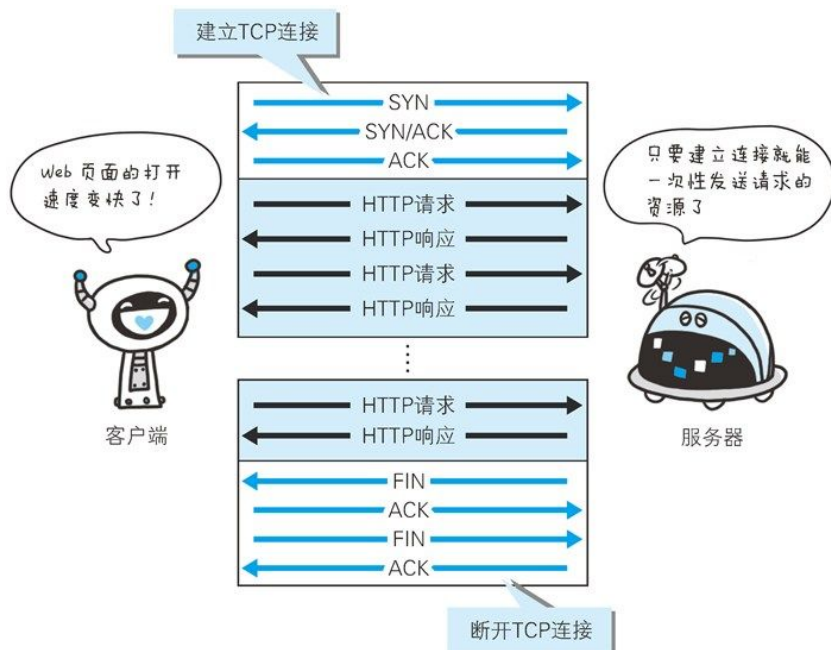 建立TCP连接
SYN
SYN/ACK
ACK
Web 页面的打开
速度变快了!
只要建立连接就能
一次性发送请求的
资源了
HTTP请求
HTTP响应
HTTP请求
HTTP响应
HTTP请求
HTTP响应
客户端
服务器
FIN
ACK
FIN
ACK
断开TCP连接